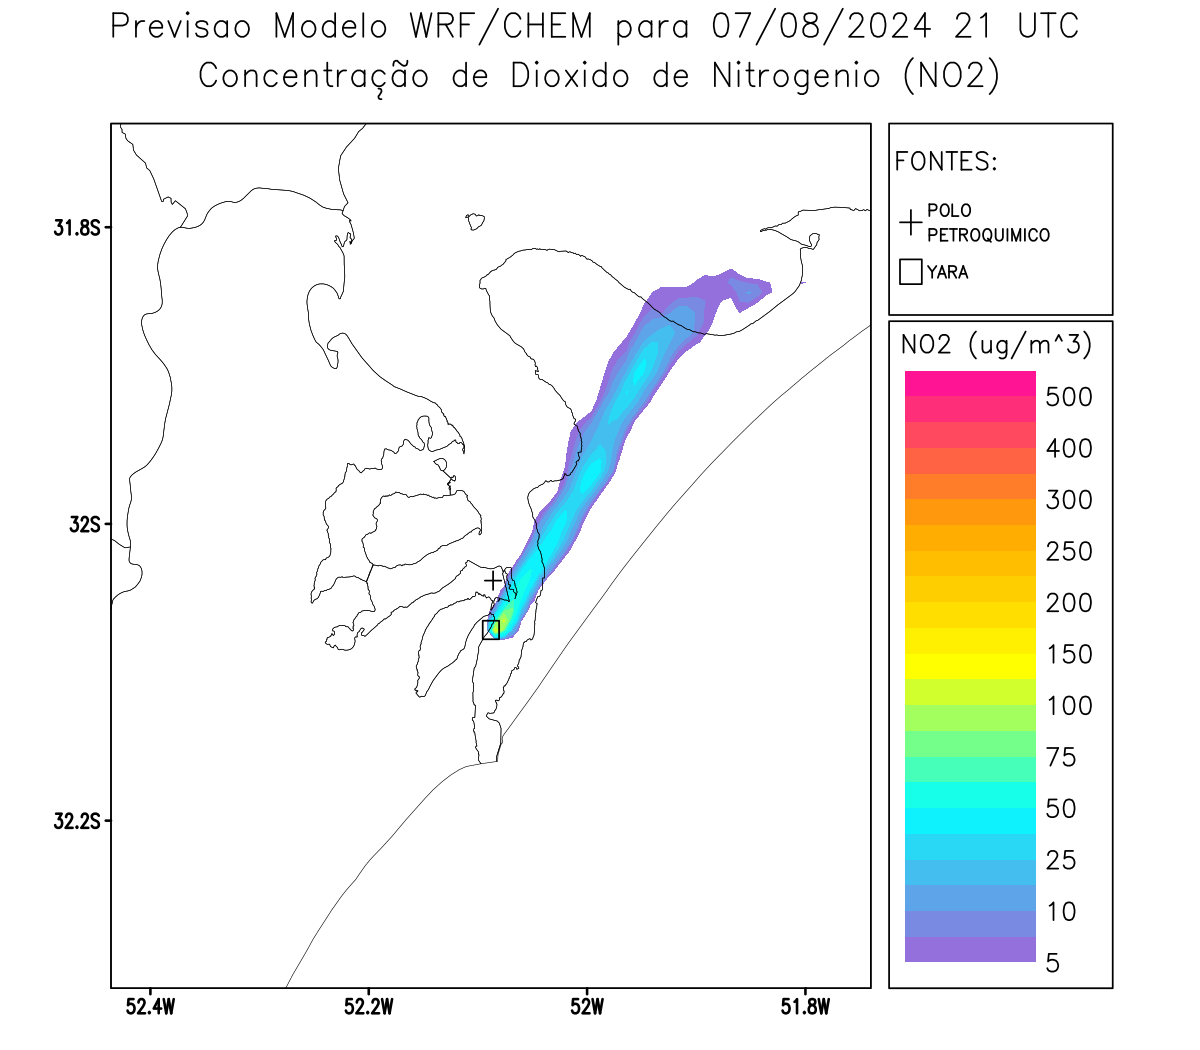 Previsao Modelo WRF/CHEM para 07/08/2024 21 UTC
Concentração de Dioxido de Nitrogenio (NO2)
FONTES:
POLO
PETROQUIMICO
YARA
NO2 (ug/m^3)
500
400
300
250
200
150
100
75
50
25
10
5
31.8S
32S
32.2S
52.4W
52.2W
52W
51.8W